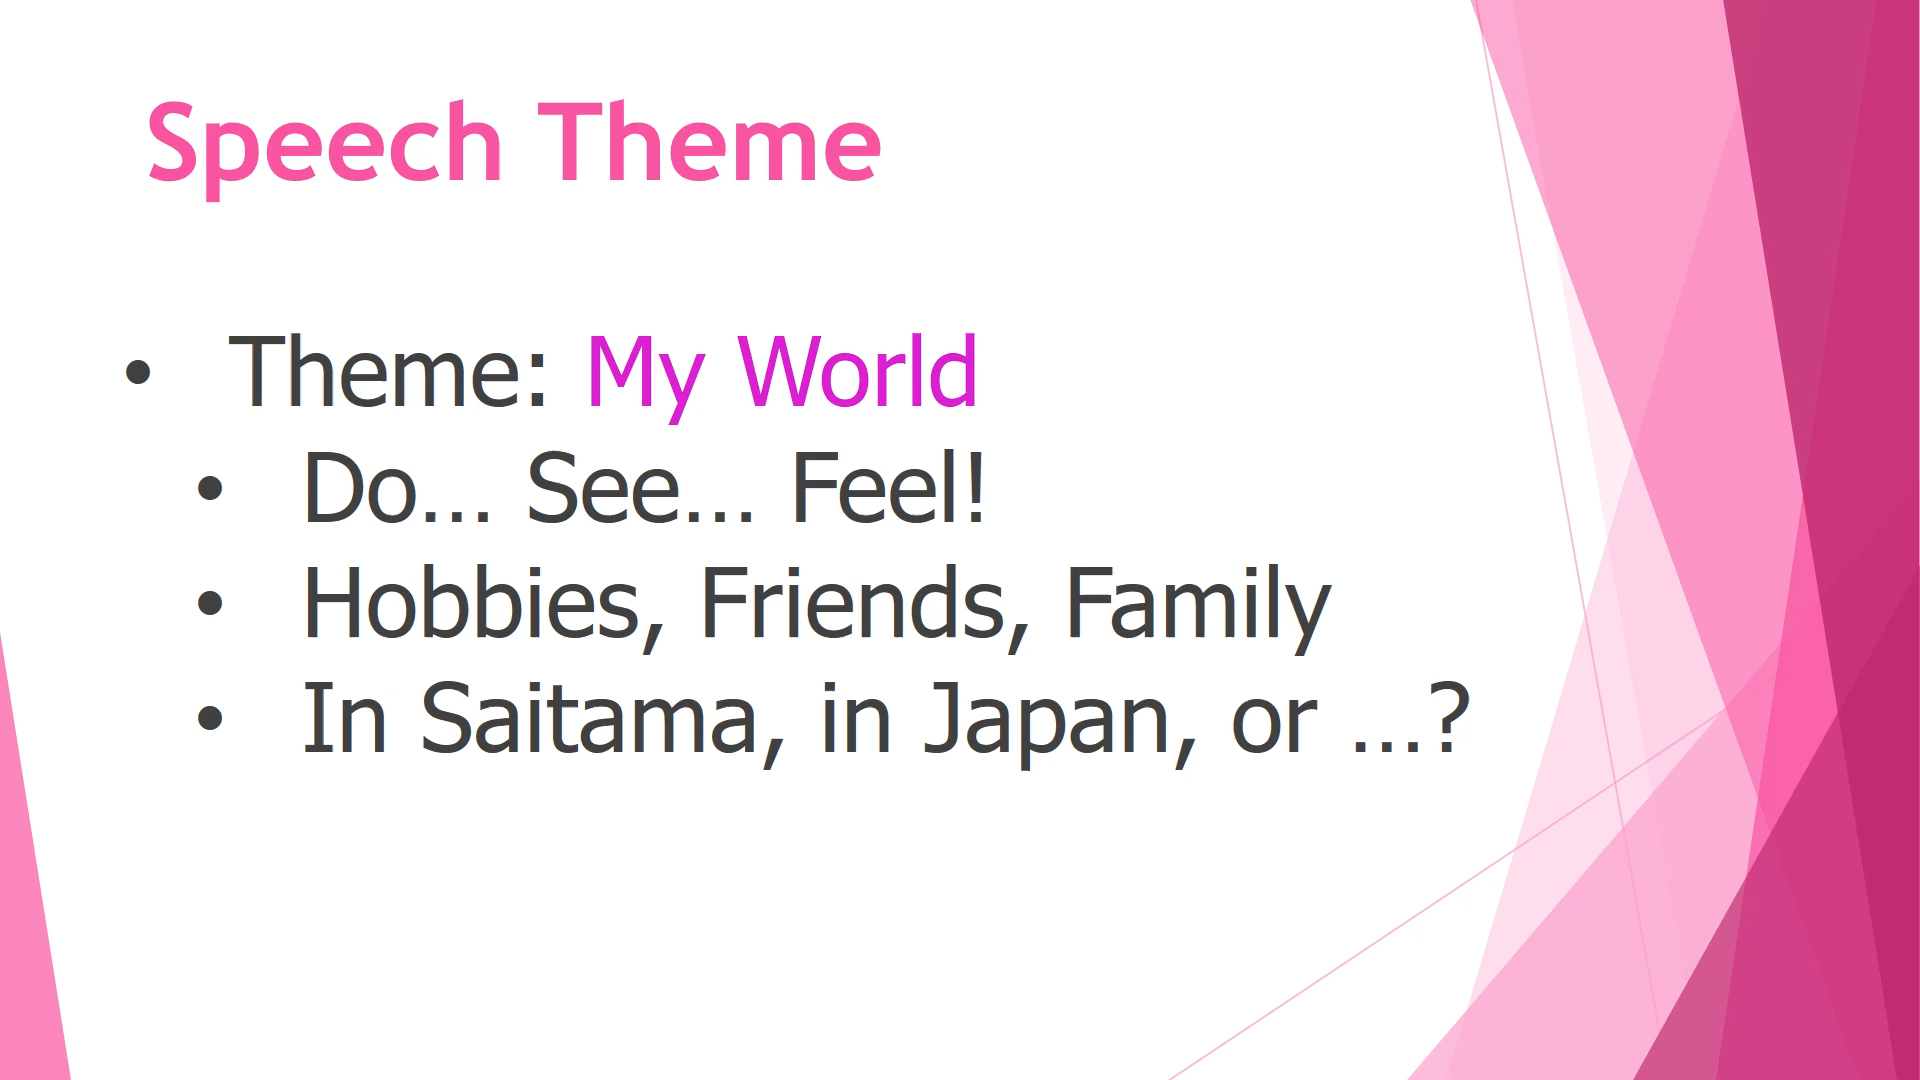 Speech Theme
• Theme: My World
• Do... See... Feel!
• Hobbies, Friends, Family
• In Saitama, in Japan, or ...?